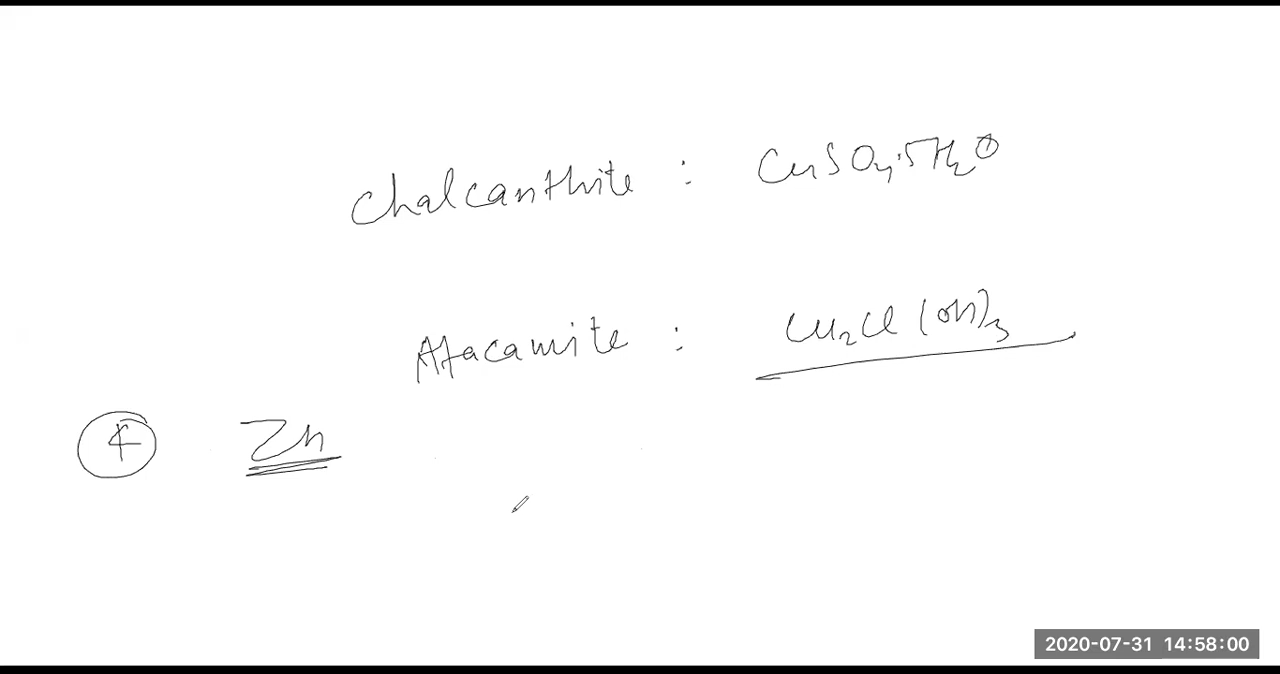 Chalcanthite : CuSO₄.5H₂O
Atacamite : Cu₂Cl(OH)₃
④ Zn
2020-07-31 14:58:00